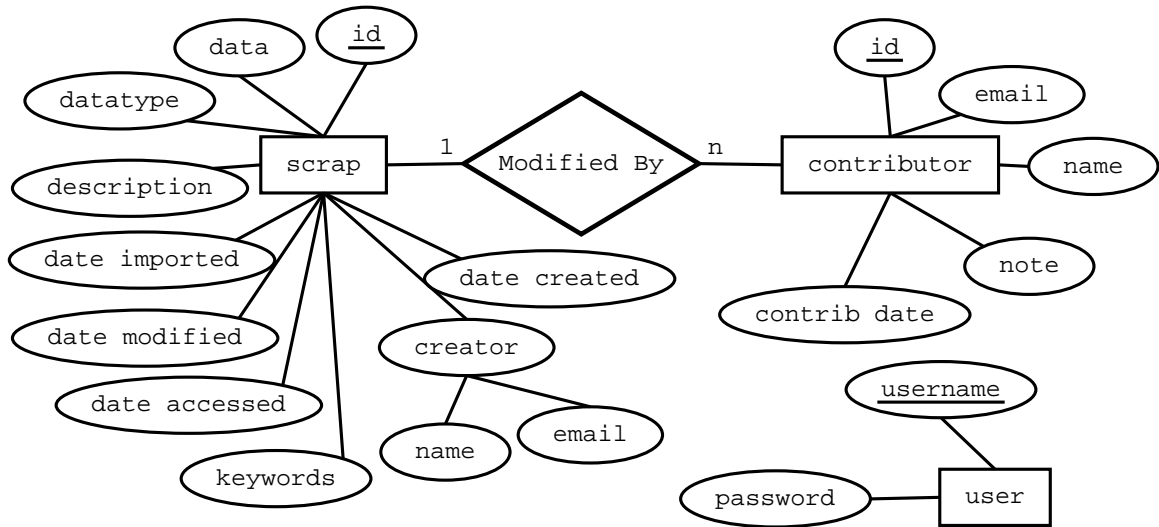 id
data
id
datatype
email
1
n
scrap
Modified By
contributor
name
description
date imported
date created
note
contrib date
date modified
creator
username
date accessed
name
email
keywords
password
user